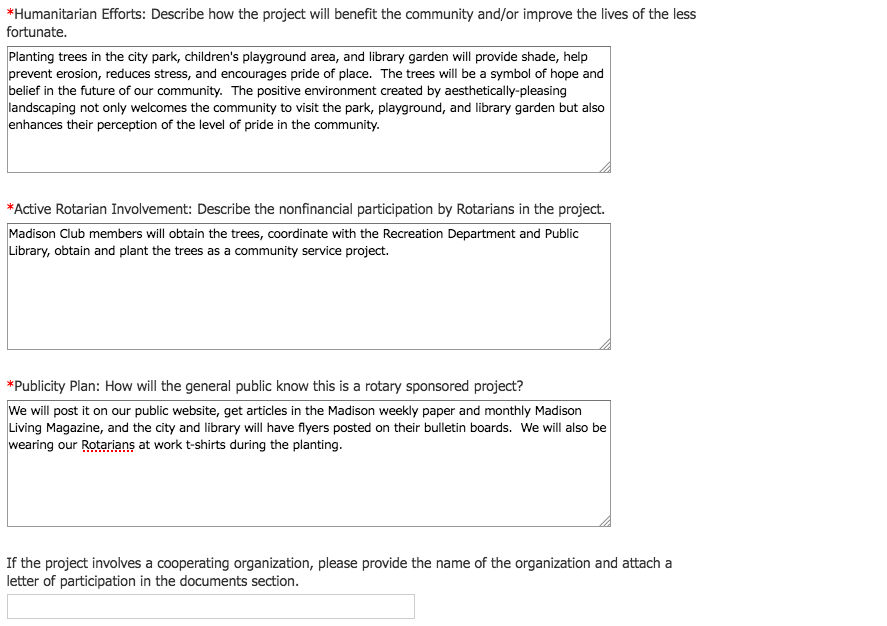 *Humanitarian Efforts: Describe how the project will benefit the community and/or improve the lives of the less
fortunate.
Planting trees in the city park, children's playground area, and library garden will provide shade, help
prevent erosion, reduces stress, and encourages pride of place.  The trees will be a symbol of hope and
belief in the future of our community.  The positive environment created by aesthetically-pleasing
landscaping not only welcomes the community to visit the park, playground, and library garden but also
enhances their perception of the level of pride in the community.
*Active Rotarian Involvement: Describe the nonfinancial participation by Rotarians in the project.
Madison Club members will obtain the trees, coordinate with the Recreation Department and Public
Library, obtain and plant the trees as a community service project.
*Publicity Plan: How will the general public know this is a rotary sponsored project?
We will post it on our public website, get articles in the Madison weekly paper and monthly Madison
Living Magazine, and the city and library will have flyers posted on their bulletin boards.  We will also be
wearing our Rotarians at work t-shirts during the planting.
If the project involves a cooperating organization, please provide the name of the organization and attach a
letter of participation in the documents section.